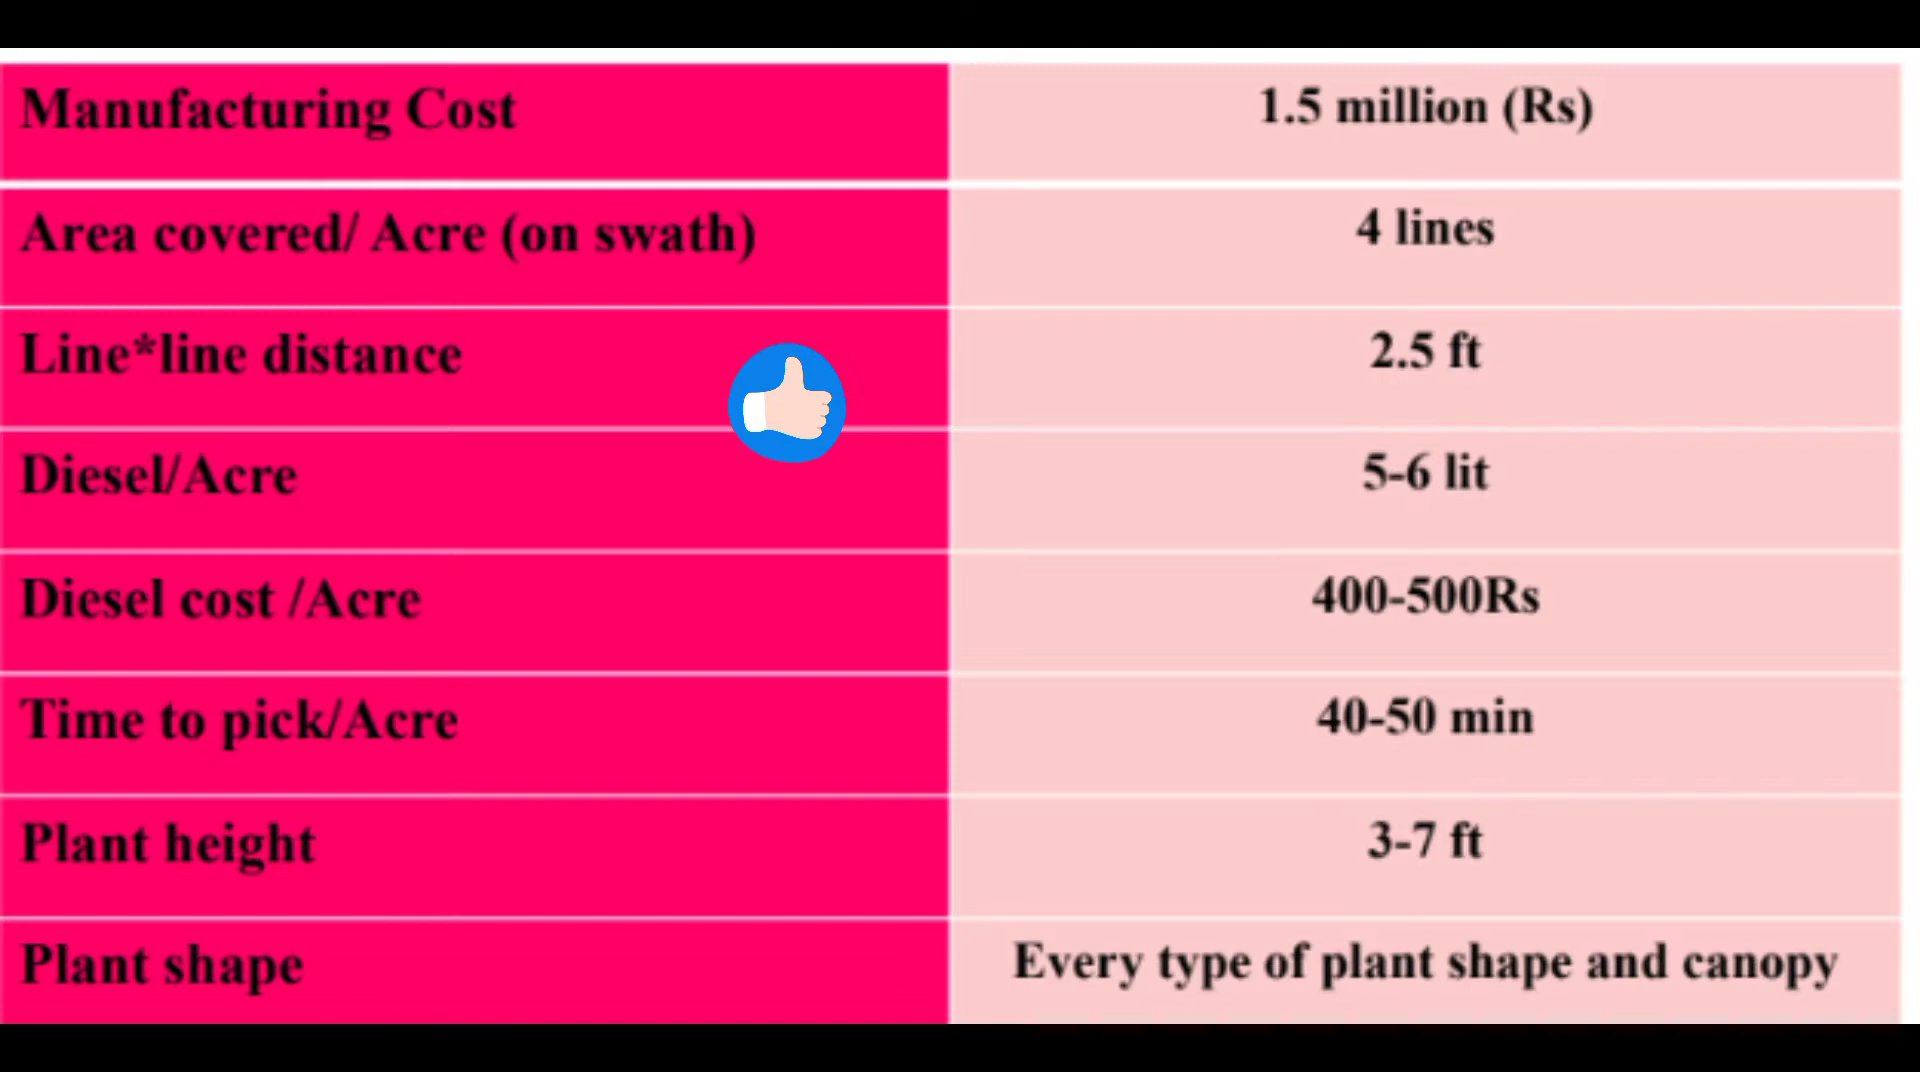 Manufacturing Cost 1.5 million (Rs)
Area covered/ Acre (on swath) 4 lines
Line*line distance 2.5 ft
Diesel/Acre 5-6 lit
Diesel cost /Acre 400-500Rs
Time to pick/Acre 40-50 min
Plant height 3-7 ft
Plant shape Every type of plant shape and canopy